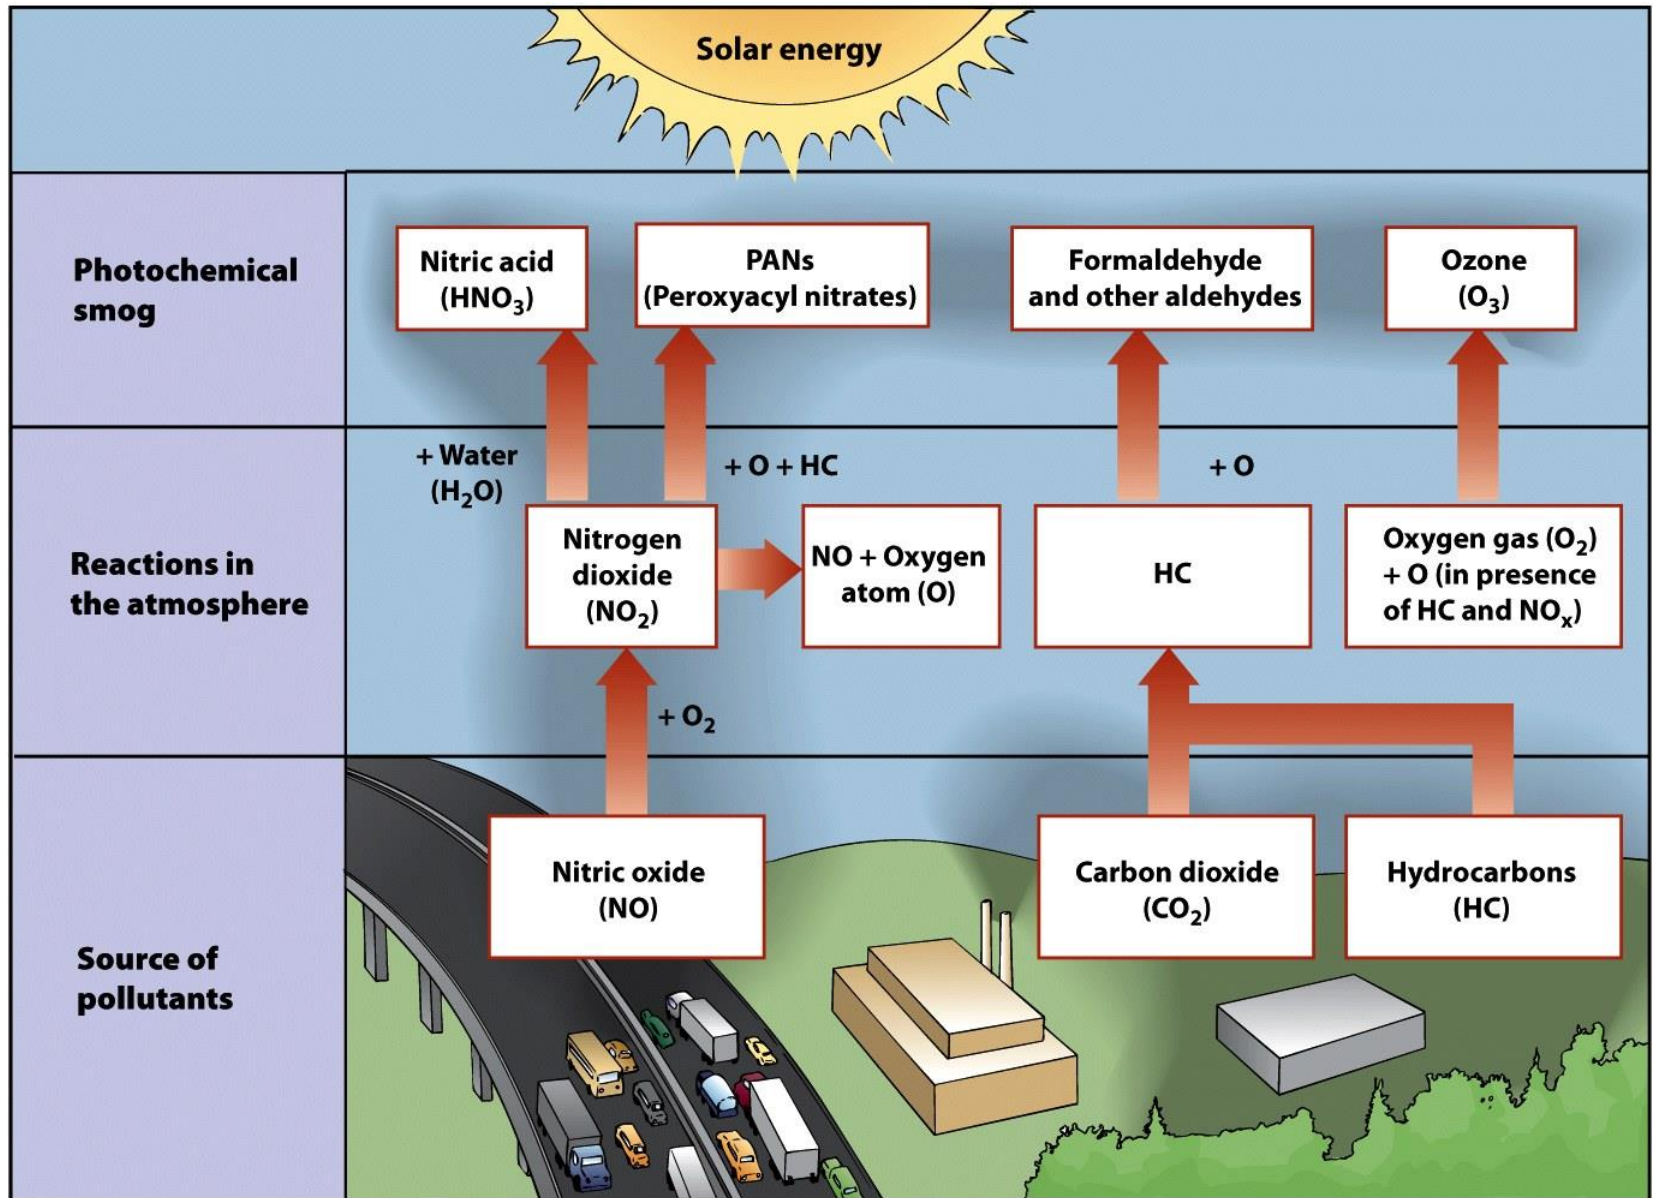 Solar energy
Photochemical
smog
Nitric acid
(HNO₃)
PANs
(Peroxyacyl nitrates)
Formaldehyde
and other aldehydes
Ozone
(O₃)
Reactions in
the atmosphere
+ Water
(H₂O)
+ O + HC
+ O
Nitrogen
dioxide
(NO₂)
NO + Oxygen
atom (O)
HC
Oxygen gas (O₂)
+ O (in presence
of HC and NOₓ)
+ O₂
Source of
pollutants
Nitric oxide
(NO)
Carbon dioxide
(CO₂)
Hydrocarbons
(HC)